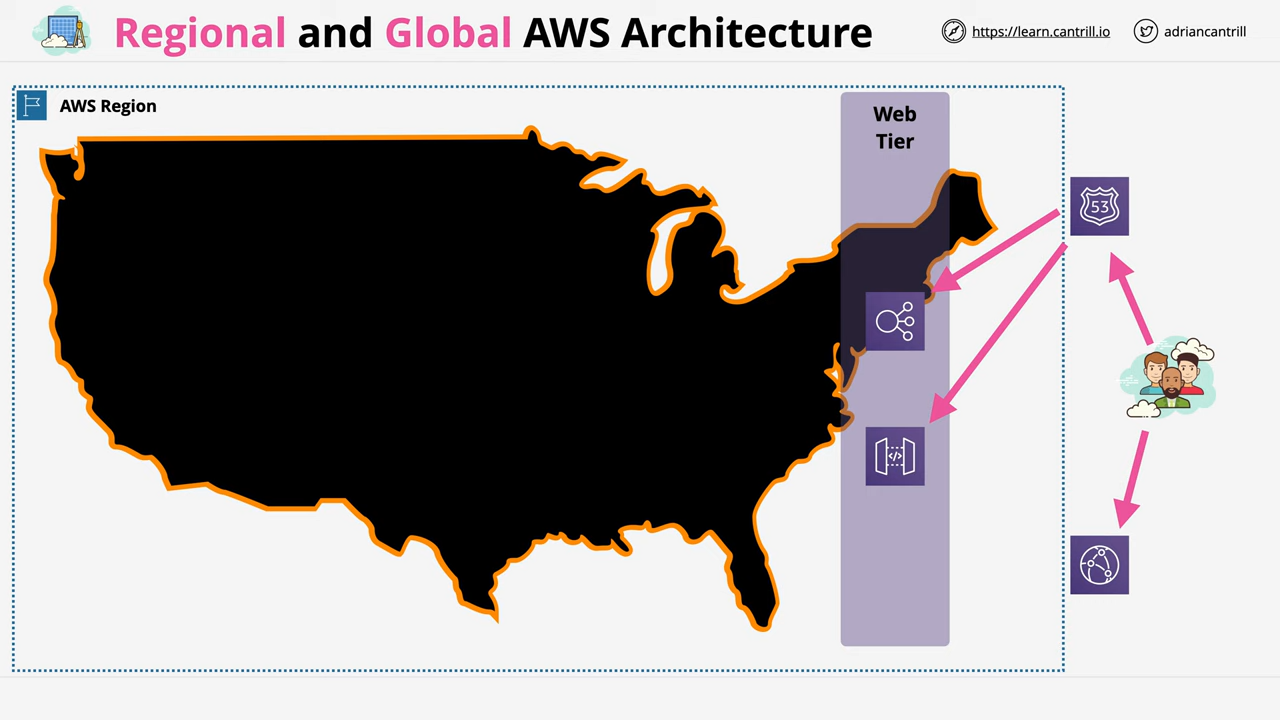 Regional and Global AWS Architecture
https://learn.cantrill.io
adriancantrill
AWS Region
Web
Tier
53
</>